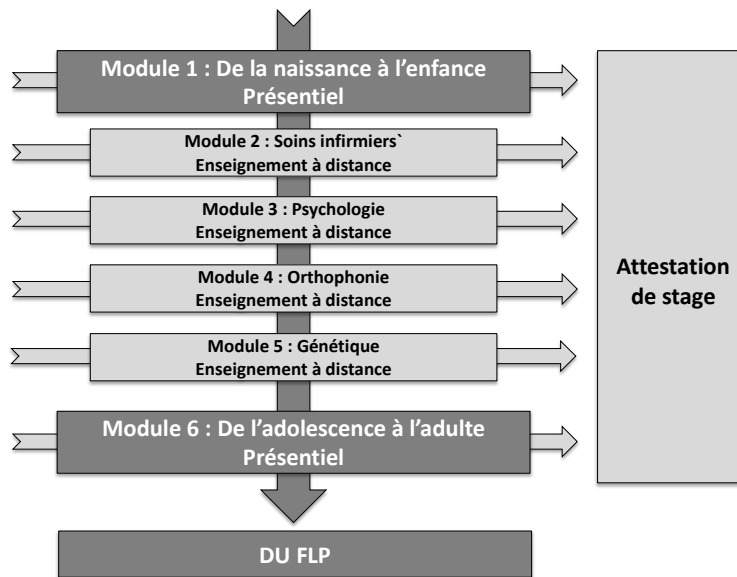 Module 1 : De la naissance à l’enfance
Présentiel
Module 2 : Soins infirmiers`
Enseignement à distance
Module 3 : Psychologie
Enseignement à distance
Module 4 : Orthophonie
Enseignement à distance
Module 5 : Génétique
Enseignement à distance
Module 6 : De l’adolescence à l’adulte
Présentiel
Attestation
de stage
DU FLP